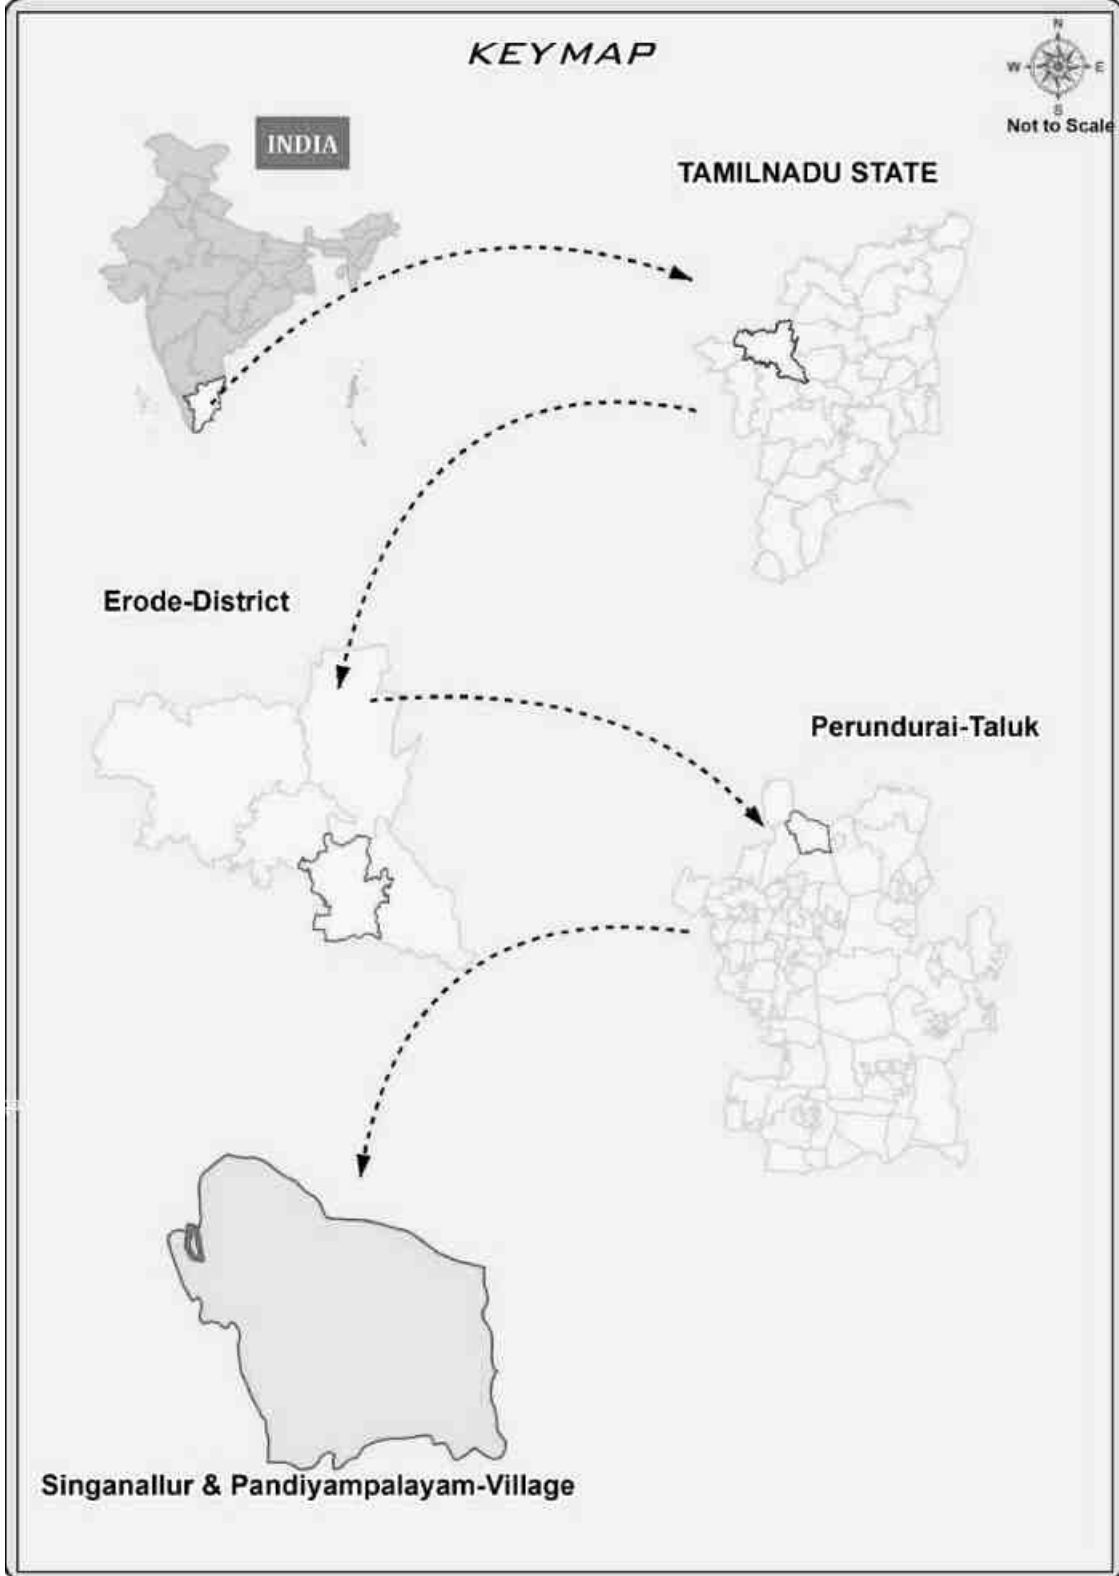 KEYMAP
N
W
E
S
Not to Scale
INDIA
TAMILNADU STATE
Erode-District
Perundurai-Taluk
Singanallur & Pandiyampalayam-Village